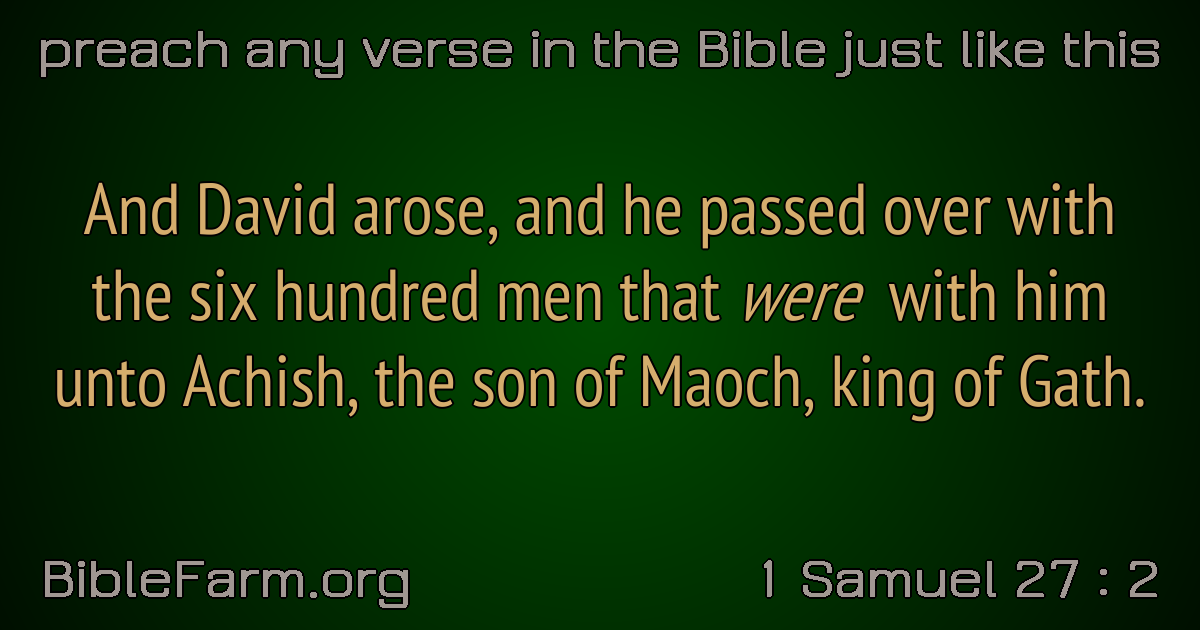 preach any verse in the Bible just like this
And David arose, and he passed over with
the six hundred men that were with him
unto Achish, the son of Maoch, king of Gath.
BibleFarm.org
1 Samuel 27 : 2